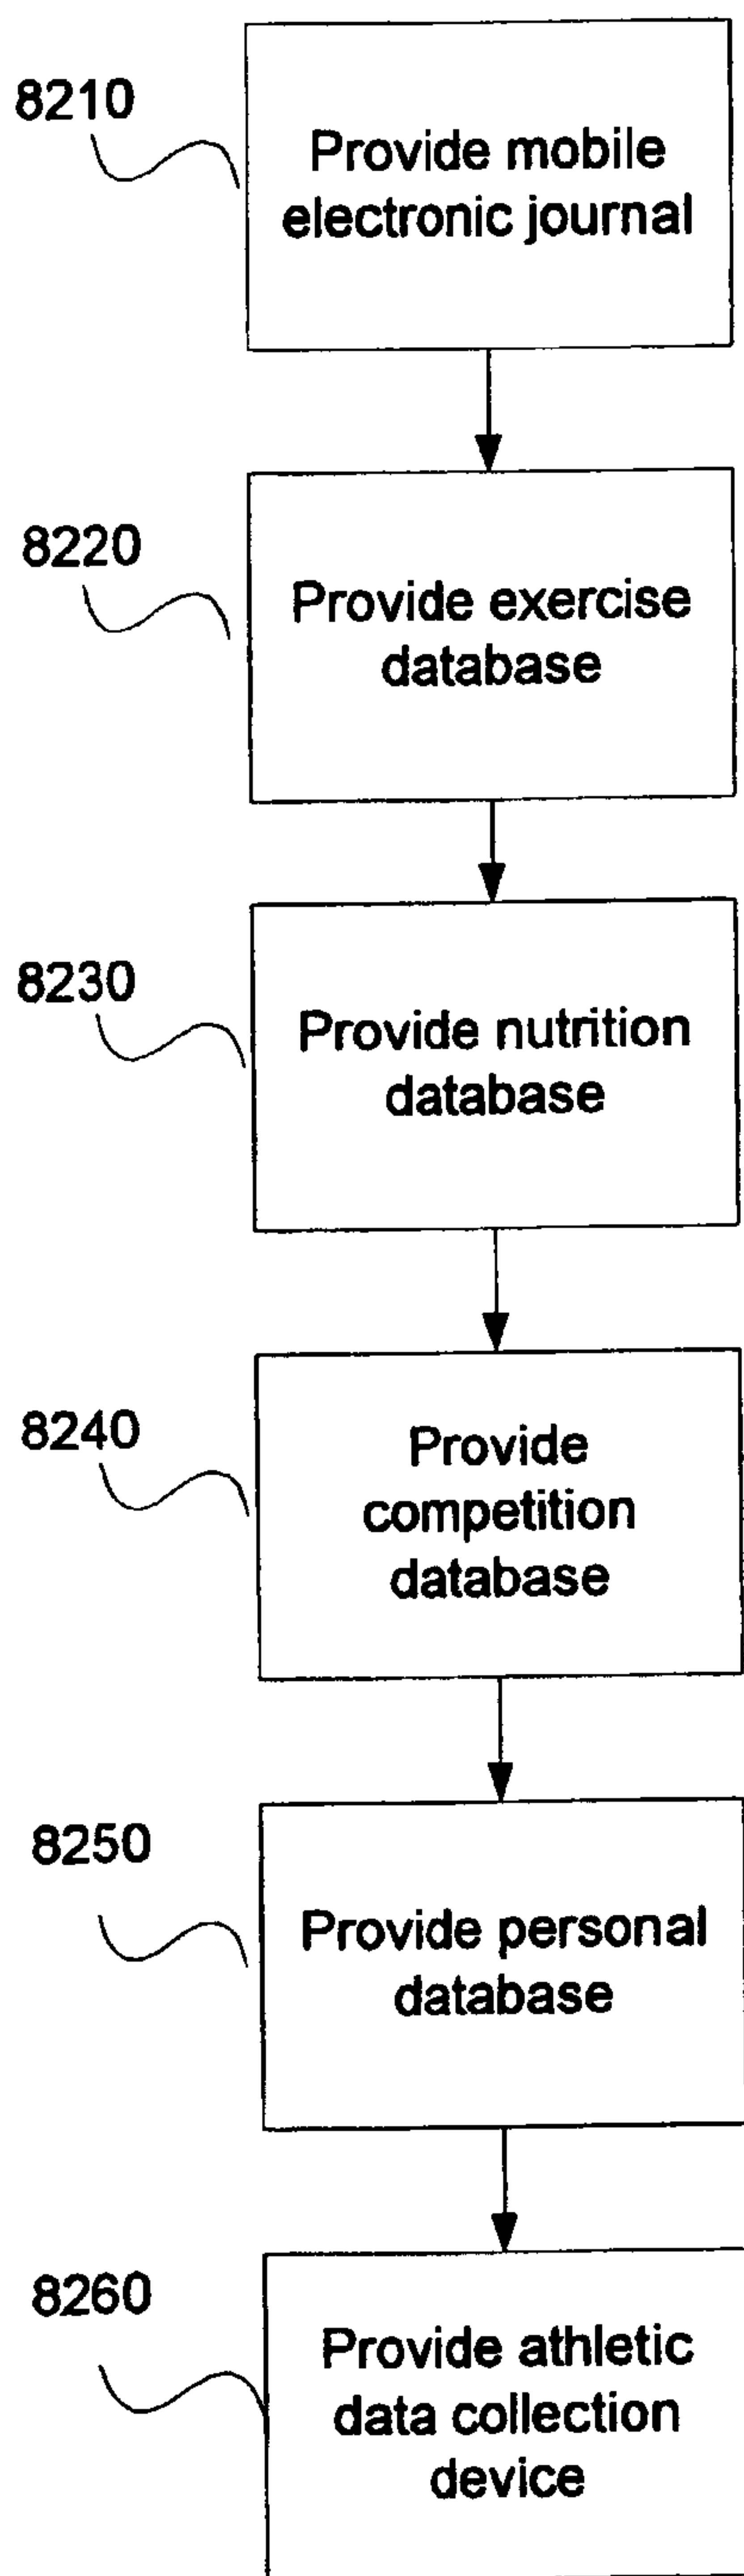 8210
Provide mobile
electronic journal
8220
Provide exercise
database
8230
Provide nutrition
database
8240
Provide
competition
database
8250
Provide personal
database
8260
Provide athletic
data collection
device